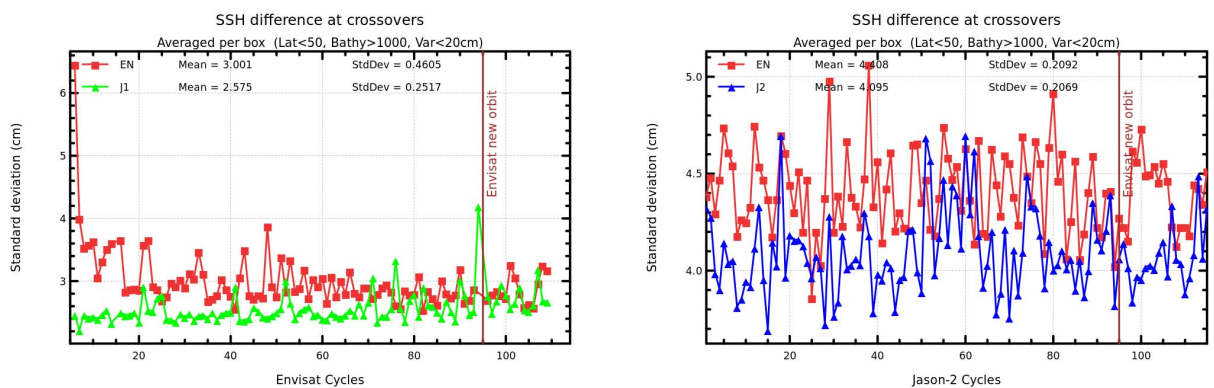 SSH difference at crossovers
Averaged per box (Lat<50, Bathy>1000, Var<20cm)
EN Mean = 3.001 StdDev = 0.4605
J1 Mean = 2.575 StdDev = 0.2517
Standard deviation (cm)
6
5
4
3
2
20 40 60 80 100
Envisat Cycles
Envisat new orbit
SSH difference at crossovers
Averaged per box (Lat<50, Bathy>1000, Var<20cm)
EN Mean = 4.408 StdDev = 0.2092
J2 Mean = 4.095 StdDev = 0.2069
Standard deviation (cm)
5.0
4.5
4.0
20 40 60 80 100
Jason-2 Cycles
Envisat new orbit